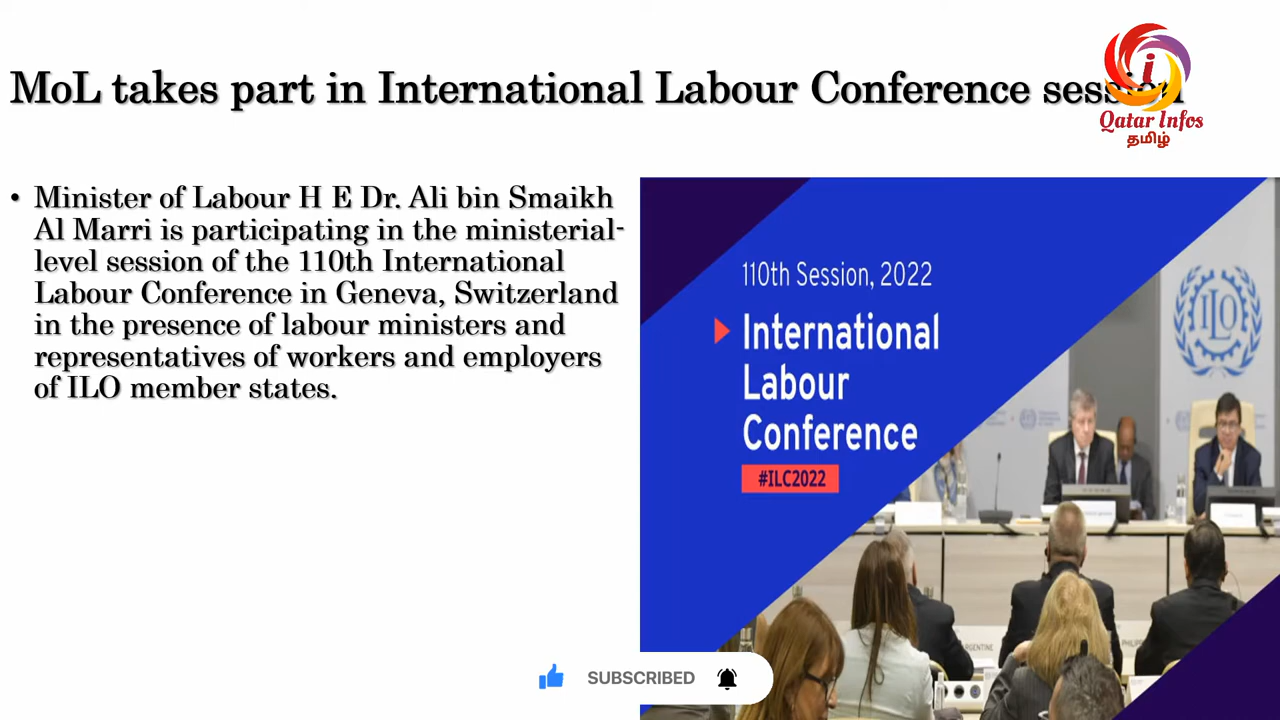 MoL takes part in International Labour Conference session
i
Qatar Infos
தமிழ்
• Minister of Labour H E Dr. Ali bin Smaikh
Al Marri is participating in the ministerial-
level session of the 110th International
Labour Conference in Geneva, Switzerland
in the presence of labour ministers and
representatives of workers and employers
of ILO member states.
110th Session, 2022
International
Labour
Conference
#ILC2022
ILO
SUBSCRIBED